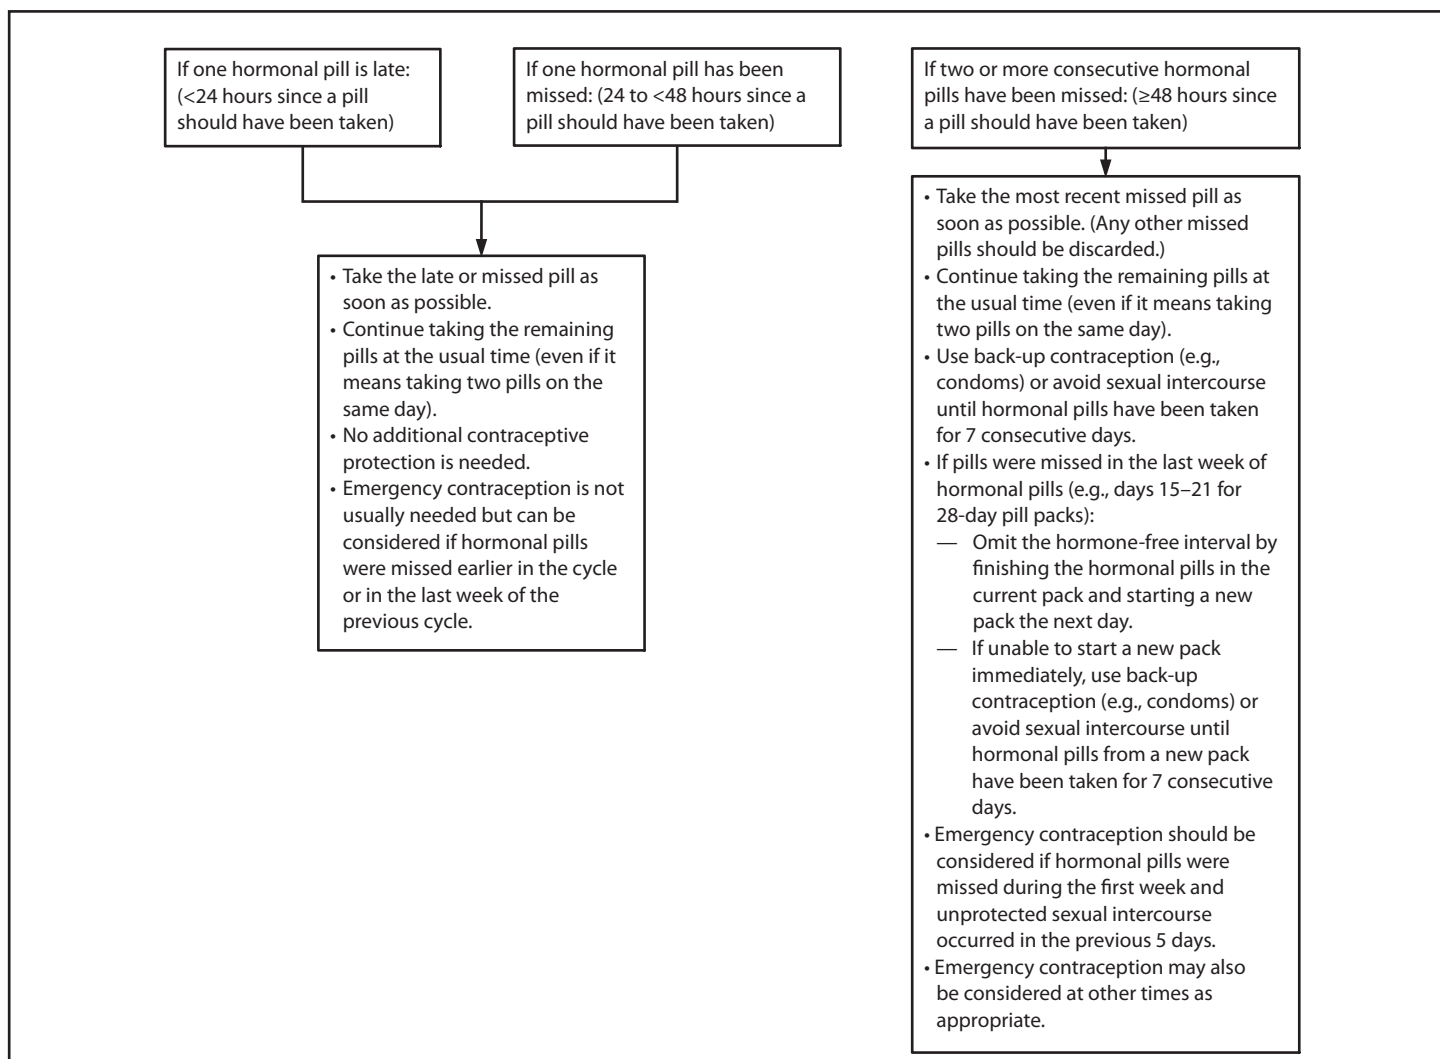 If one hormonal pill is late:
(<24 hours since a pill
should have been taken)
If one hormonal pill has been
missed: (24 to <48 hours since a
pill should have been taken)
• Take the late or missed pill as
soon as possible.
• Continue taking the remaining
pills at the usual time (even if it
means taking two pills on the
same day).
• No additional contraceptive
protection is needed.
• Emergency contraception is not
usually needed but can be
considered if hormonal pills
were missed earlier in the cycle
or in the last week of the
previous cycle.
If two or more consecutive hormonal
pills have been missed: (≥48 hours since
a pill should have been taken)
• Take the most recent missed pill as
soon as possible. (Any other missed
pills should be discarded.)
• Continue taking the remaining pills at
the usual time (even if it means taking
two pills on the same day).
• Use back-up contraception (e.g.,
condoms) or avoid sexual intercourse
until hormonal pills have been taken
for 7 consecutive days.
• If pills were missed in the last week of
hormonal pills (e.g., days 15–21 for
28-day pill packs):
— Omit the hormone-free interval by
finishing the hormonal pills in the
current pack and starting a new
pack the next day.
— If unable to start a new pack
immediately, use back-up
contraception (e.g., condoms) or
avoid sexual intercourse until
hormonal pills from a new pack
have been taken for 7 consecutive
days.
• Emergency contraception should be
considered if hormonal pills were
missed during the first week and
unprotected sexual intercourse
occurred in the previous 5 days.
• Emergency contraception may also
be considered at other times as
appropriate.